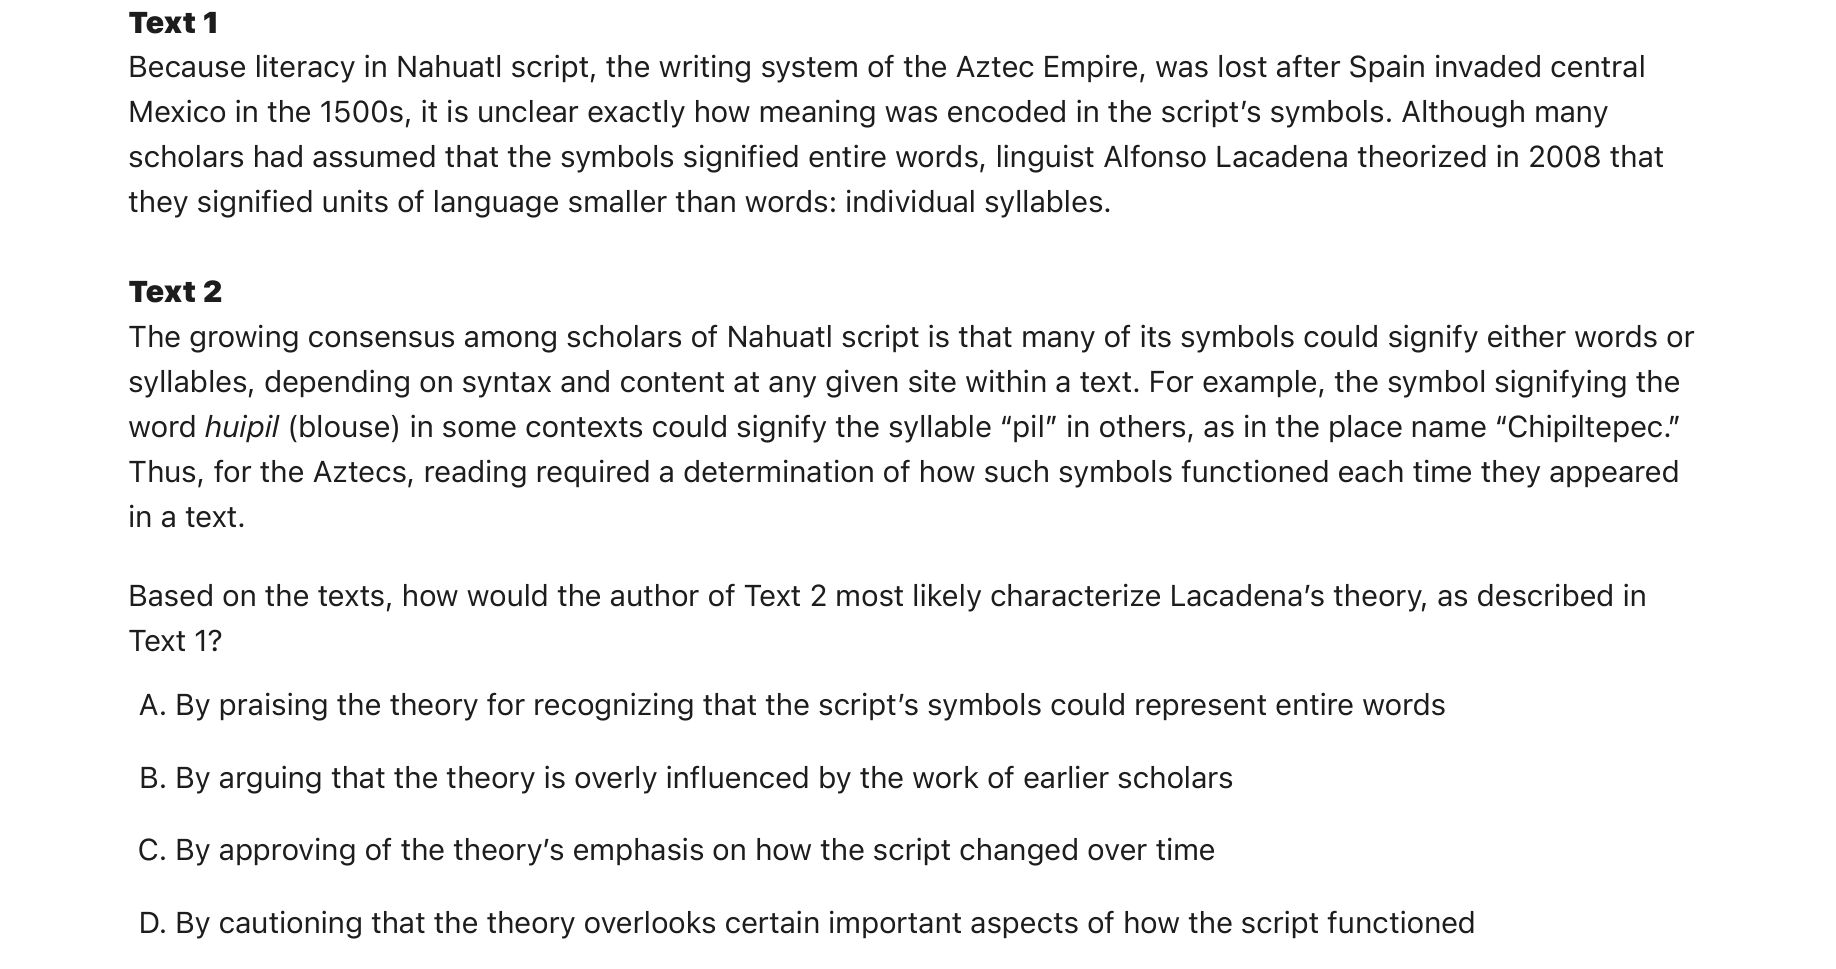 Text 1
Because literacy in Nahuatl script, the writing system of the Aztec Empire, was lost after Spain invaded central
Mexico in the 1500s, it is unclear exactly how meaning was encoded in the script’s symbols. Although many
scholars had assumed that the symbols signified entire words, linguist Alfonso Lacadena theorized in 2008 that
they signified units of language smaller than words: individual syllables.
Text 2
The growing consensus among scholars of Nahuatl script is that many of its symbols could signify either words or
syllables, depending on syntax and content at any given site within a text. For example, the symbol signifying the
word huipil (blouse) in some contexts could signify the syllable “pil” in others, as in the place name “Chipiltepec.”
Thus, for the Aztecs, reading required a determination of how such symbols functioned each time they appeared
in a text.
Based on the texts, how would the author of Text 2 most likely characterize Lacadena’s theory, as described in
Text 1?
A. By praising the theory for recognizing that the script’s symbols could represent entire words
B. By arguing that the theory is overly influenced by the work of earlier scholars
C. By approving of the theory’s emphasis on how the script changed over time
D. By cautioning that the theory overlooks certain important aspects of how the script functioned